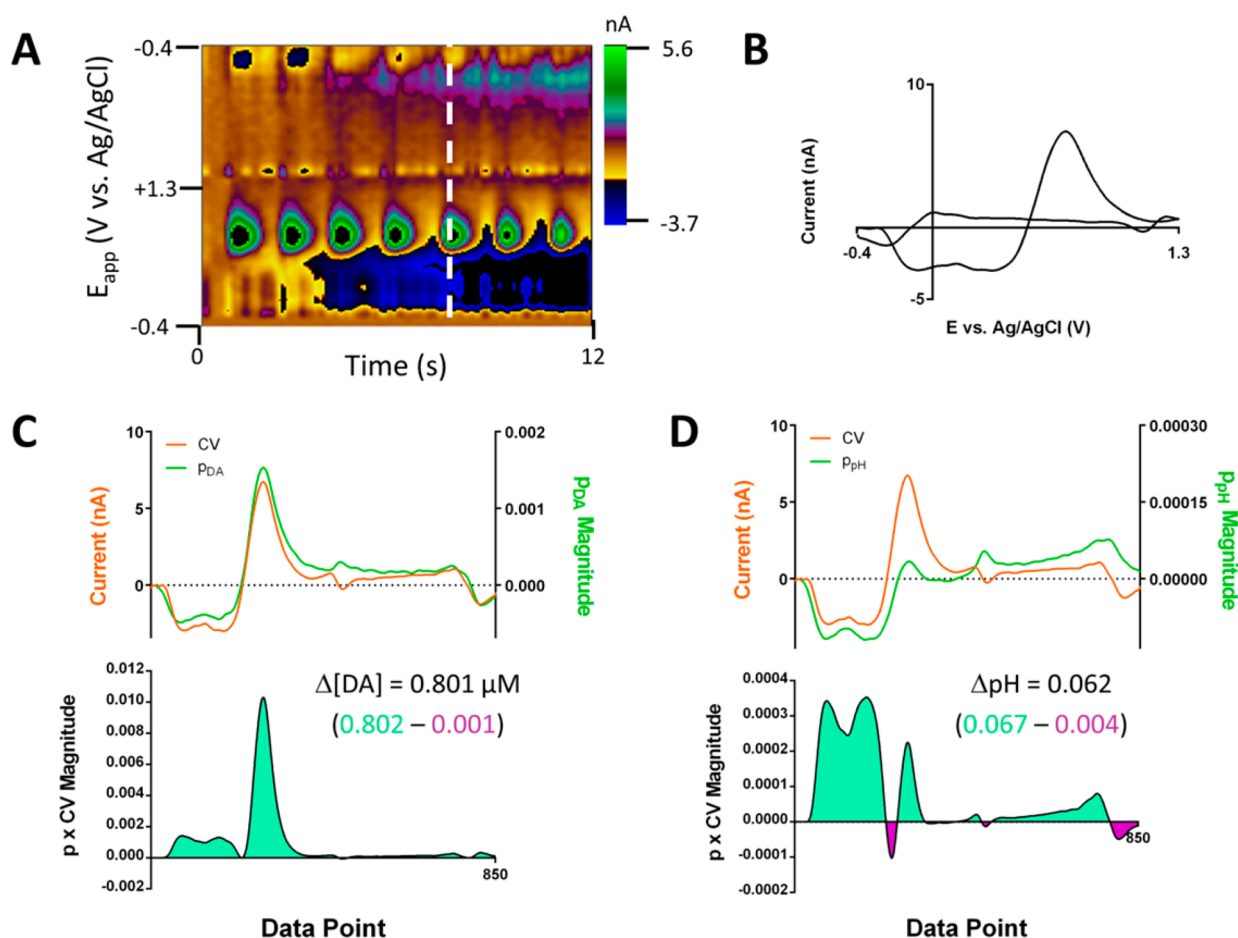 A
nA
5.6
-3.7
-0.4
+1.3
-0.4
Eapp (V vs. Ag/AgCl)
0
12
Time (s)
B
10
-5
-0.4
1.3
Current (nA)
E vs. Ag/AgCl (V)
C
CV
pDA
10
5
0
Current (nA)
0.002
0.001
0.000
pDA Magnitude
0.012
0.010
0.008
0.006
0.004
0.002
0.000
-0.002
p x CV Magnitude
Δ[DA] = 0.801 µM
(0.802 – 0.001)
850
Data Point
D
CV
ppH
10
5
0
Current (nA)
0.00030
0.00015
0.00000
ppH Magnitude
0.0004
0.0003
0.0002
0.0001
0.0000
-0.0001
-0.0002
p x CV Magnitude
ΔpH = 0.062
(0.067 – 0.004)
850
Data Point